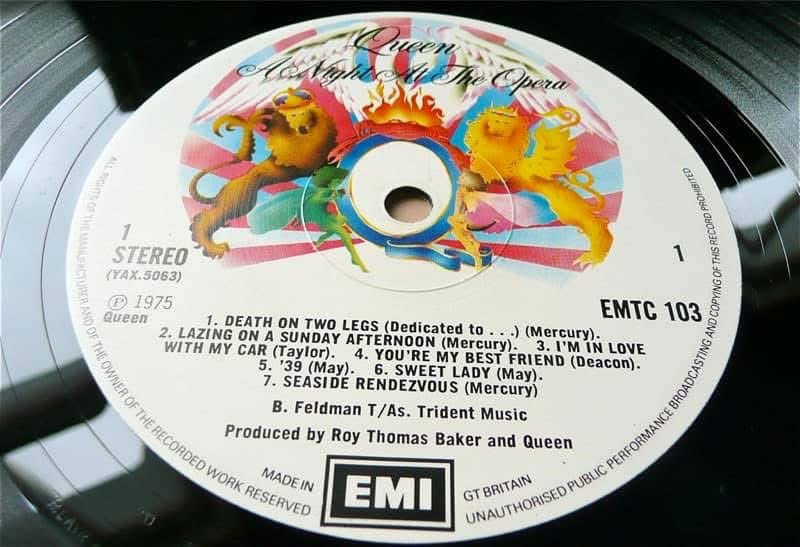 Queen
A Night At The Opera
1
STEREO
(YAX.5063)
Ⓟ 1975
Queen
1
EMTC 103
1. DEATH ON TWO LEGS (Dedicated to . . .) (Mercury).
2. LAZING ON A SUNDAY AFTERNOON (Mercury). 3. I'M IN LOVE
WITH MY CAR (Taylor). 4. YOU'RE MY BEST FRIEND (Deacon).
5. '39 (May). 6. SWEET LADY (May).
7. SEASIDE RENDEZVOUS (Mercury)
B. Feldman T/As. Trident Music
Produced by Roy Thomas Baker and Queen
ALL RIGHTS OF THE MANUFACTURER AND OF THE OWNER OF THE RECORDED WORK RESERVED
MADE IN
EMI
GT BRITAIN
UNAUTHORISED PUBLIC PERFORMANCE BROADCASTING AND COPYING OF THIS RECORD PROHIBITED